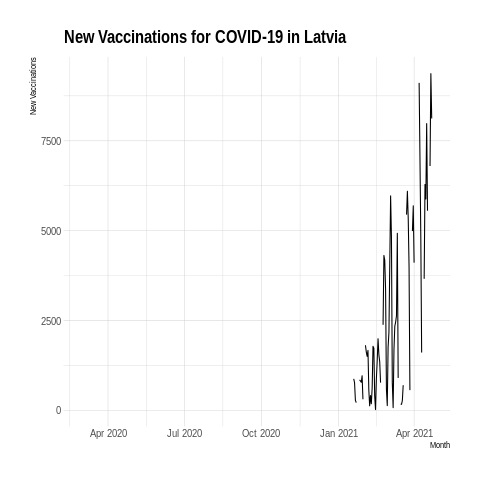 New Vaccinations for COVID-19 in Latvia
New Vaccinations
7500
5000
2500
0
Apr 2020 Jul 2020 Oct 2020 Jan 2021 Apr 2021
Month